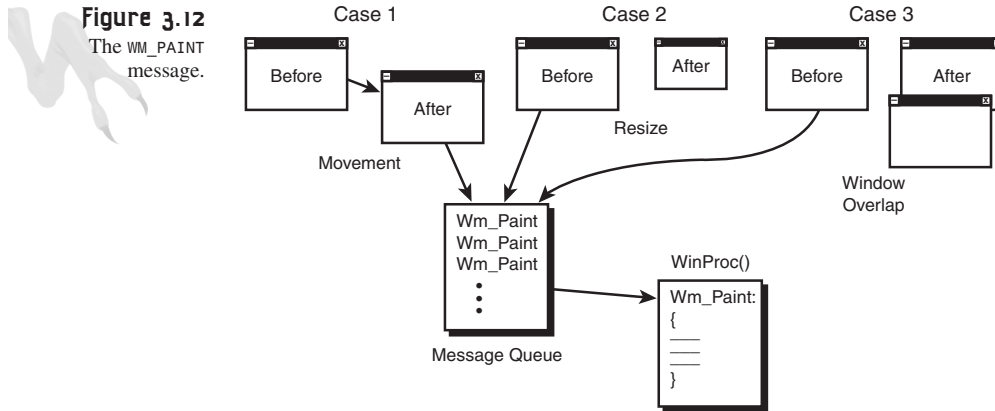 Figure 3.12
The WM_PAINT
message.
Case 1
Case 2
Case 3
Before
After
Before
After
Before
After
Movement
Resize
Window
Overlap
Wm_Paint
Wm_Paint
Wm_Paint
Message Queue
WinProc()
Wm_Paint:
{
}